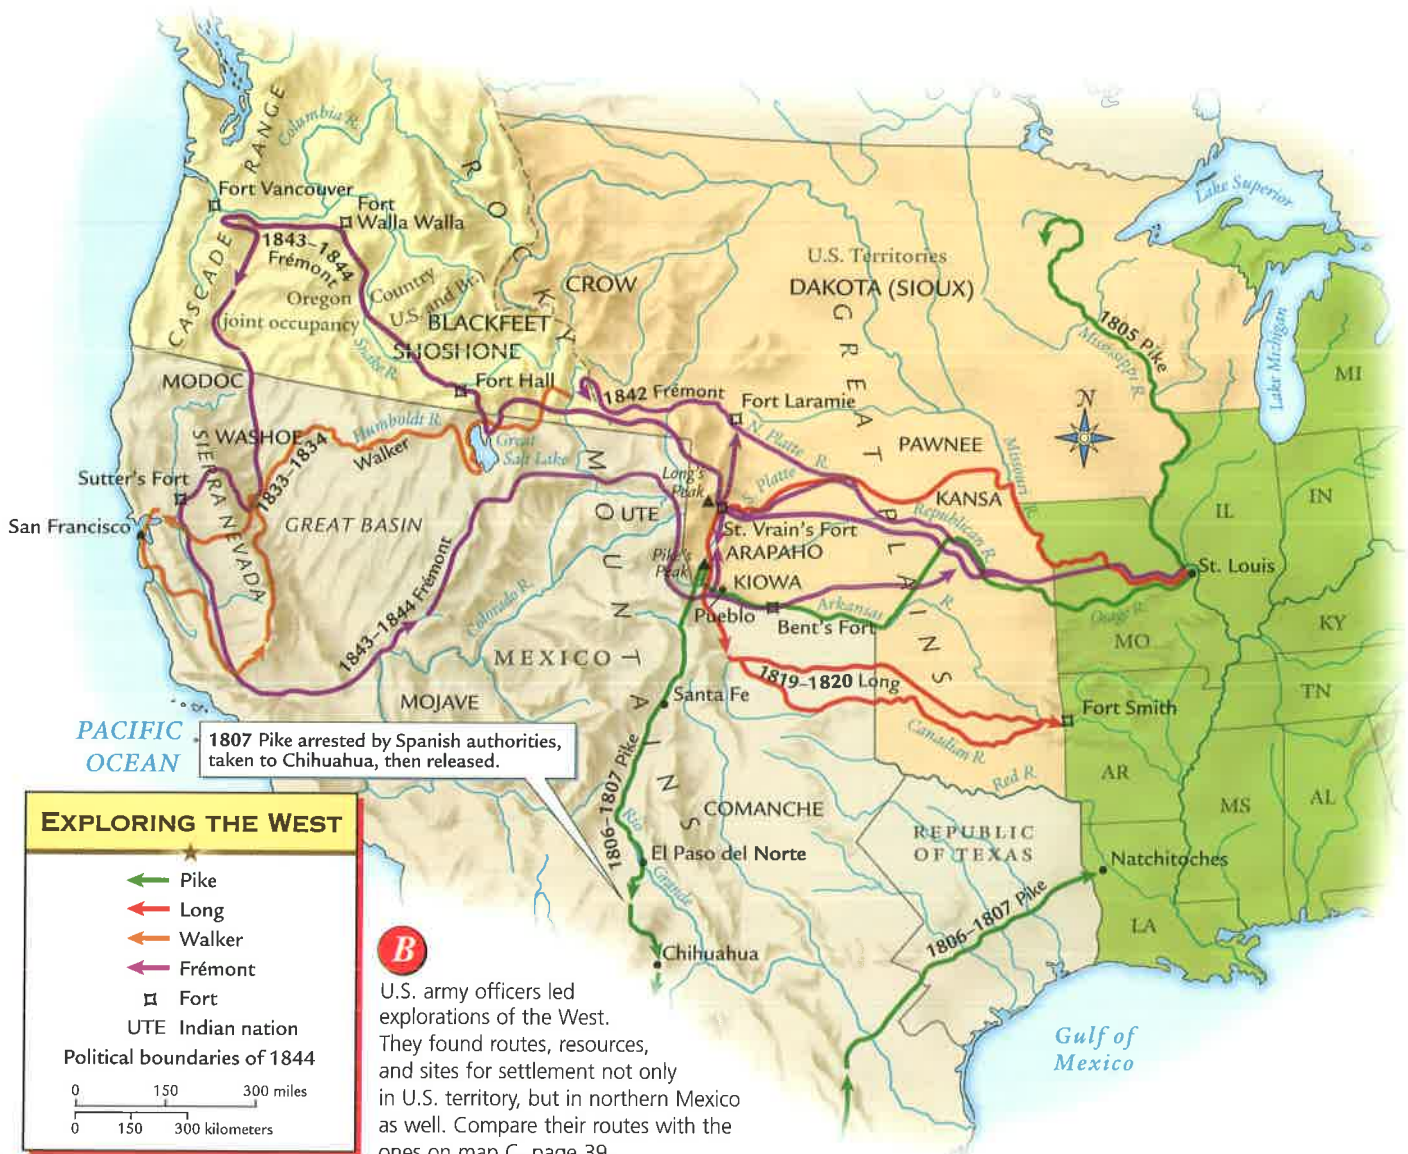 Lake Superior
Lake Michigan
CASCADE RANGE
Columbia R.
ROCKY MOUNTAINS
Fort Vancouver
Fort
Walla Walla
1843–1844
Frémont
Oregon Country
joint occupancy U.S. and Br.)
Snake R.
BLACKFEET
SHOSHONE
CROW
U.S. Territories
DAKOTA (SIOUX)
GREAT PLAINS
1805 Pike
Mississippi R.
MI
N
MODOC
Fort Hall
1842 Frémont
Fort Laramie
N. Platte R.
PAWNEE
Missouri R.
WASHOE
Humboldt R.
Walker
1833–1834
Great
Salt Lake
SIERRA NEVADA
Sutter's Fort
San Francisco
GREAT BASIN
Long's
Peak
S. Platte
KANSA
UTE
St. Vrain's Fort
Republican R.
IL
IN
Pike's
Peak
ARAPAHO
KIOWA
St. Louis
Pueblo
Bent's Fort
Arkansas R.
Osage R.
MO
KY
Colorado R.
1843–1844 Frémont
MEXICO
MOJAVE
Santa Fe
1819–1820 Long
Canadian R.
Fort Smith
TN
Red R.
AR
MS
AL
PACIFIC
OCEAN
1807 Pike arrested by Spanish authorities,
taken to Chihuahua, then released.
1806–1807 Pike
Rio Grande
COMANCHE
REPUBLIC
OF TEXAS
El Paso del Norte
Natchitoches
1806–1807 Pike
LA
Chihuahua
Gulf of
Mexico
EXPLORING THE WEST
Pike
Long
Walker
Frémont
Fort
UTE Indian nation
Political boundaries of 1844
0 150 300 miles
0 150 300 kilometers
B
U.S. army officers led
explorations of the West.
They found routes, resources,
and sites for settlement not only
in U.S. territory, but in northern Mexico
as well. Compare their routes with the
ones on map C, page 39.